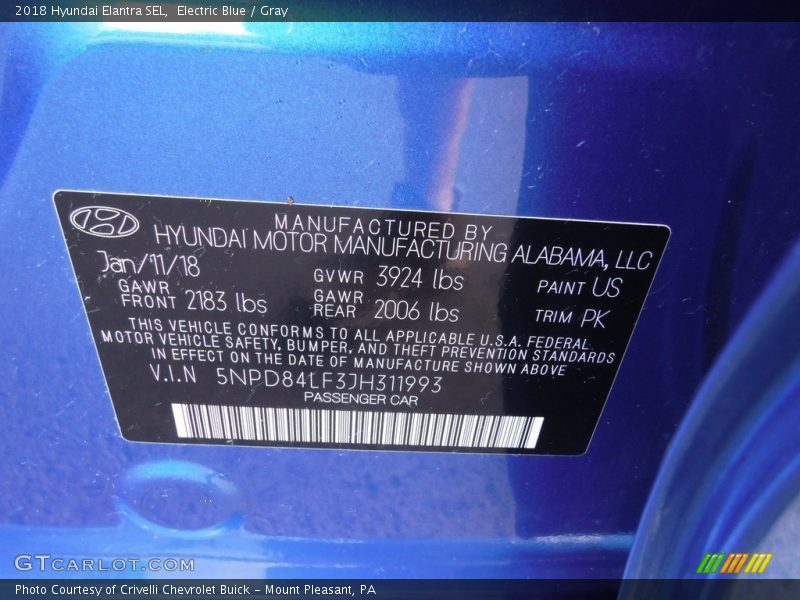 2018 Hyundai Elantra SEL, Electric Blue / Gray
MANUFACTURED BY
HYUNDAI MOTOR MANUFACTURING ALABAMA, LLC
Jan/11/18 GVWR 3924 lbs PAINT US
GAWR FRONT 2183 lbs GAWR REAR 2006 lbs TRIM PK
THIS VEHICLE CONFORMS TO ALL APPLICABLE U.S.A. FEDERAL
MOTOR VEHICLE SAFETY, BUMPER, AND THEFT PREVENTION STANDARDS
IN EFFECT ON THE DATE OF MANUFACTURE SHOWN ABOVE
V.I.N 5NPD84LF3JH311993
PASSENGER CAR
GTCARLOT.COM
Photo Courtesy of Crivelli Chevrolet Buick - Mount Pleasant, PA